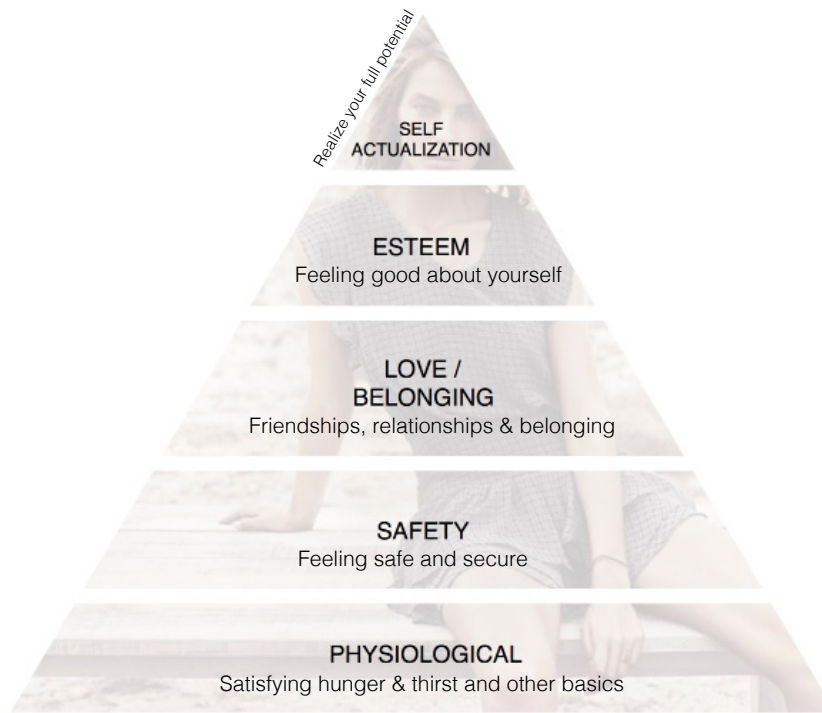 Realize your full potential
SELF
ACTUALIZATION
ESTEEM
Feeling good about yourself
LOVE /
BELONGING
Friendships, relationships & belonging
SAFETY
Feeling safe and secure
PHYSIOLOGICAL
Satisfying hunger & thirst and other basics